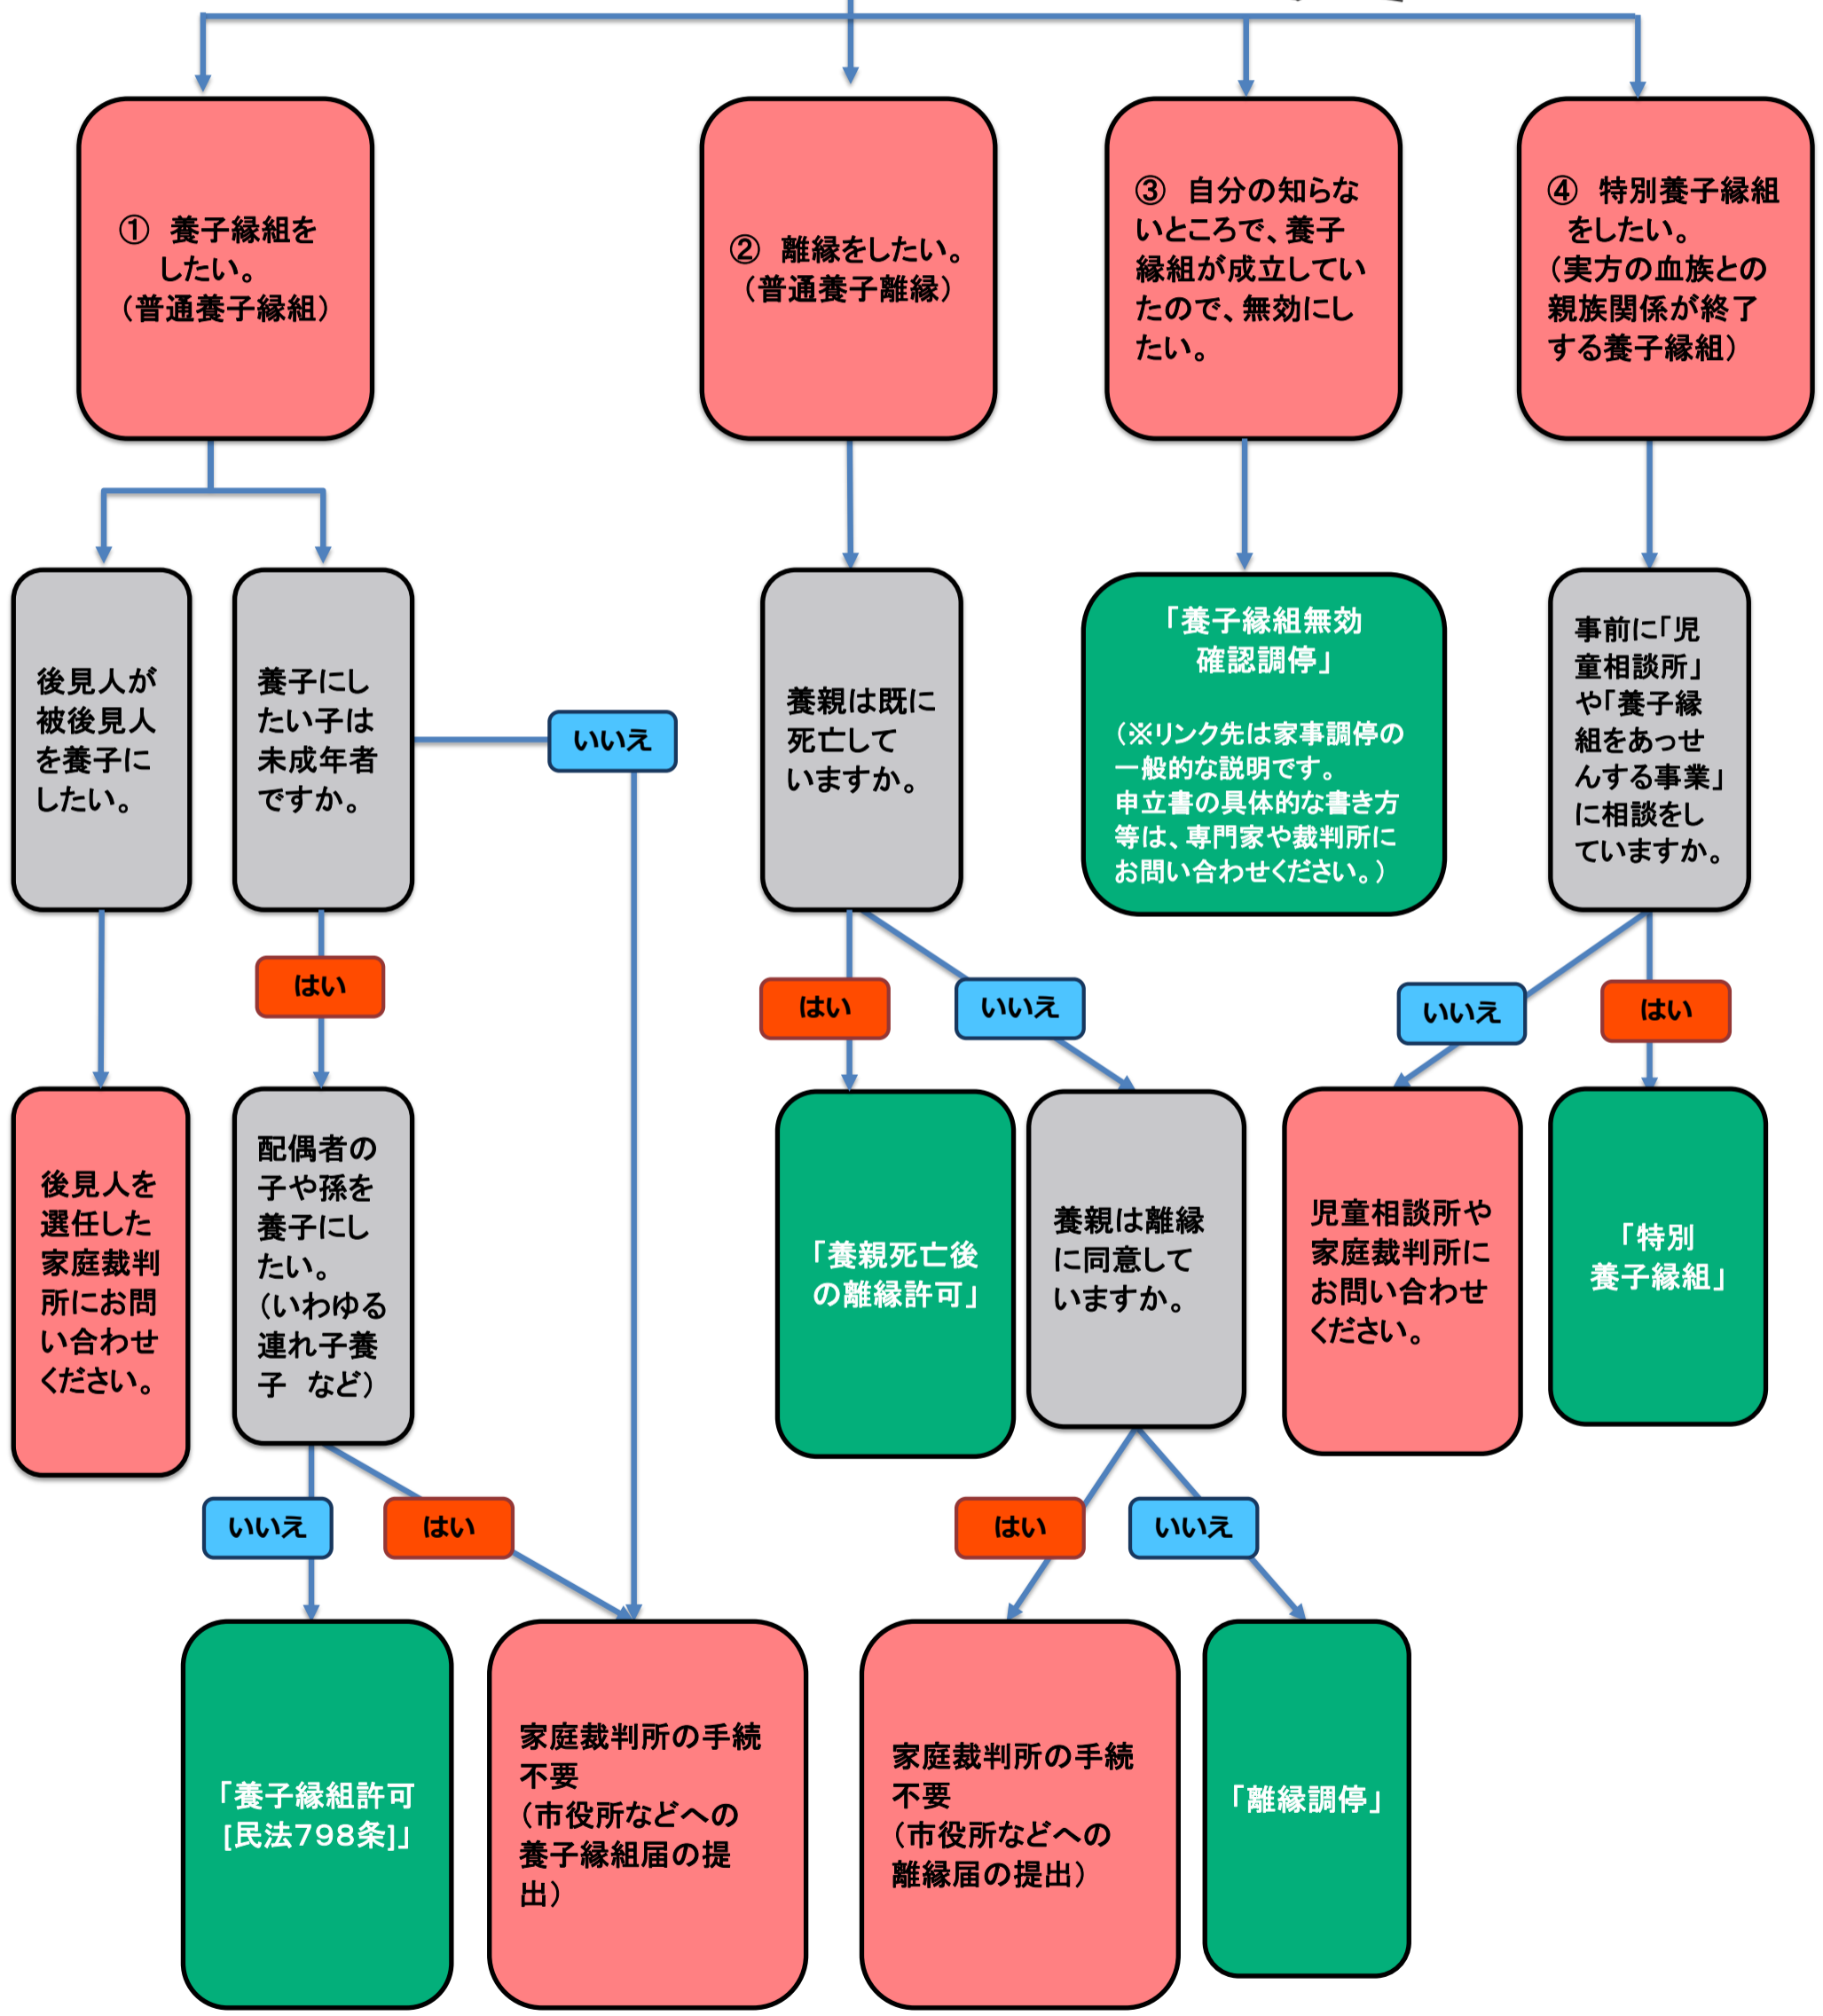 ① 養子縁組を
したい。
（普通養子縁組）
② 離縁をしたい。
（普通養子離縁）
③ 自分の知らな
いところで、養子
縁組が成立してい
たので、無効にし
たい。
④ 特別養子縁組
をしたい。
（実方の血族との
親族関係が終了
する養子縁組）
後見人が
被後見人
を養子に
したい。
養子にし
たい子は
未成年者
ですか。
いいえ
養親は既に
死亡して
いますか。
「養子縁組無効
確認調停」
（※リンク先は家事調停の
一般的な説明です。
申立書の具体的な書き方
等は、専門家や裁判所に
お問い合わせください。）
事前に「児
童相談所」
や「養子縁
組をあっせ
んする事業」
に相談をし
ていますか。
はい
はい
いいえ
いいえ
はい
後見人を
選任した
家庭裁判
所にお問
い合わせ
ください。
配偶者の
子や孫を
養子にし
たい。
（いわゆる
連れ子養
子 など）
「養親死亡後
の離縁許可」
養親は離縁
に同意して
いますか。
児童相談所や
家庭裁判所に
お問い合わせ
ください。
「特別
養子縁組」
いいえ
はい
はい
いいえ
「養子縁組許可
[民法７９８条]」
家庭裁判所の手続
不要
（市役所などへの
養子縁組届の提
出）
家庭裁判所の手続
不要
（市役所などへの
離縁届の提出）
「離縁調停」